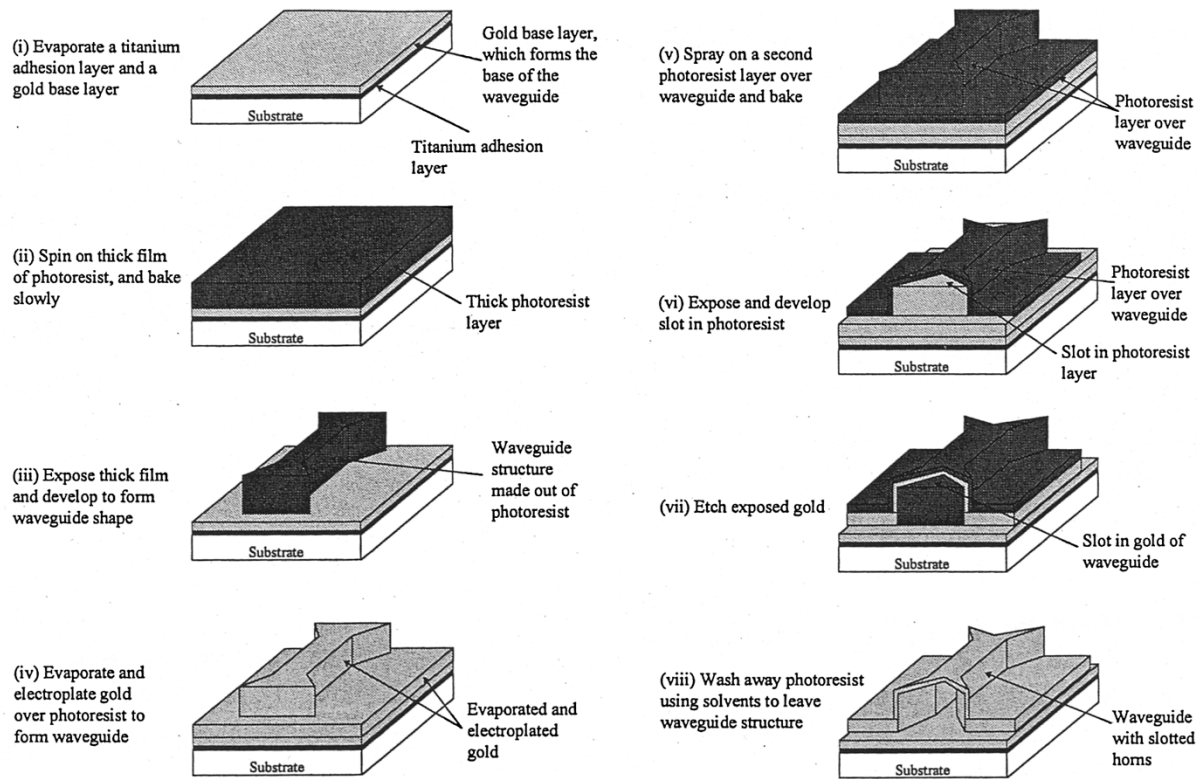 (i) Evaporate a titanium
adhesion layer and a
gold base layer
Gold base layer,
which forms the
base of the
waveguide
Substrate
Titanium adhesion
layer
(ii) Spin on thick film
of photoresist, and bake
slowly
Thick photoresist
layer
Substrate
(iii) Expose thick film
and develop to form
waveguide shape
Waveguide
structure
made out of
photoresist
Substrate
(iv) Evaporate and
electroplate gold
over photoresist to
form waveguide
Evaporated and
electroplated
gold
Substrate
(v) Spray on a second
photoresist layer over
waveguide and bake
Photoresist
layer over
waveguide
Substrate
(vi) Expose and develop
slot in photoresist
Photoresist
layer over
waveguide
Slot in photoresist
layer
Substrate
(vii) Etch exposed gold
Slot in gold of
waveguide
Substrate
(viii) Wash away photoresist
using solvents to leave
waveguide structure
Waveguide
with slotted
horns
Substrate